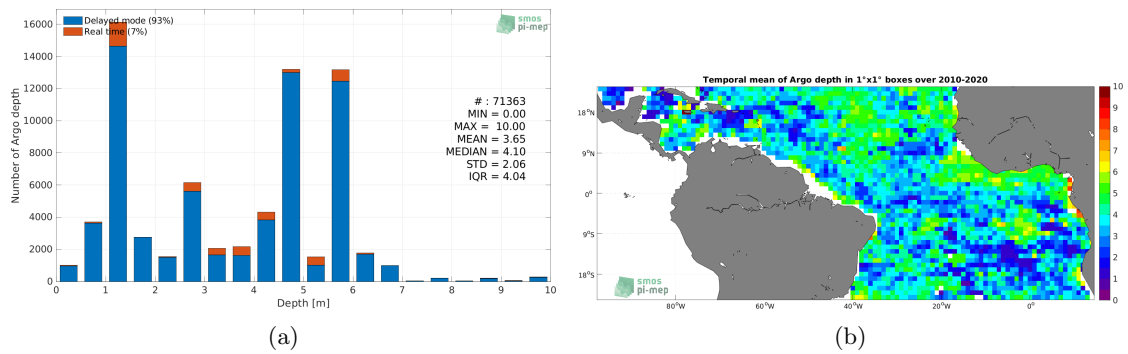 16000
14000
12000
10000
8000
6000
4000
2000
0
Number of Argo depth
Delayed mode (93%)
Real time (7%)
smos
pi-mep
# : 71363
MIN = 0.00
MAX = 10.00
MEAN = 3.65
MEDIAN = 4.10
STD = 2.06
IQR = 4.04
0 1 2 3 4 5 6 7 8 9 10
Depth [m]
(a)
Temporal mean of Argo depth in 1°x1° boxes over 2010-2020
18°N
9°N
0°
9°S
18°S
80°W 60°W 40°W 20°W 0°
smos
pi-mep
10
9
8
7
6
5
4
3
2
1
0
(b)